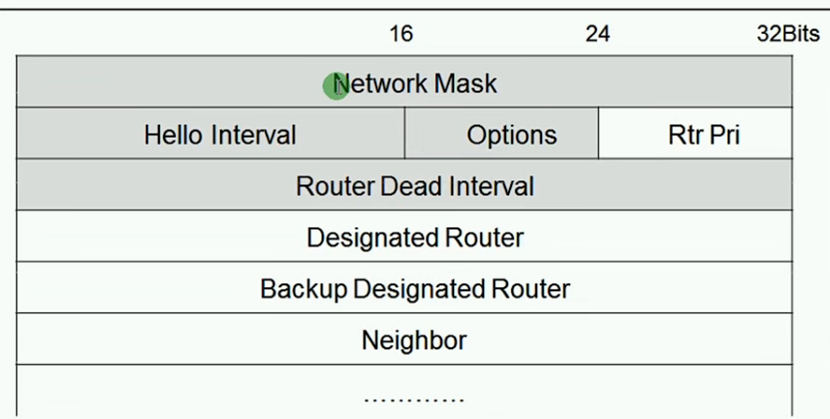 16 24 32Bits
Network Mask
Hello Interval Options Rtr Pri
Router Dead Interval
Designated Router
Backup Designated Router
Neighbor
............